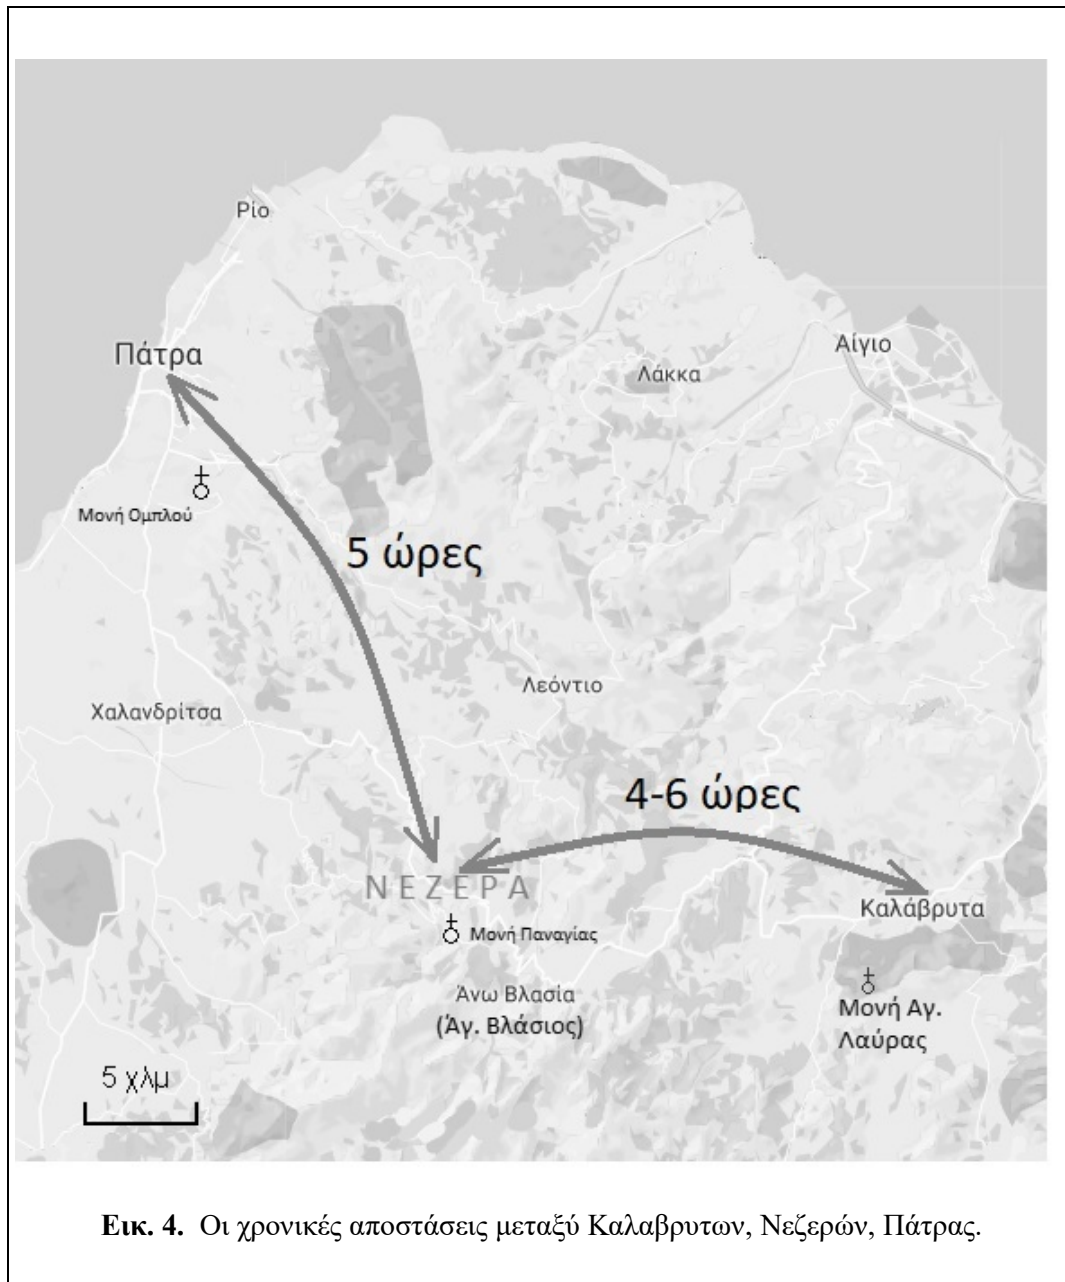 Ρίο
Πάτρα
Αίγιο
Λάκκα
Μονή Ομπλού
5 ώρες
Λεόντιο
Χαλανδρίτσα
4-6 ώρες
ΝΕΖΕΡΑ
Καλάβρυτα
Μονή Παναγίας
Άνω Βλασία
(Άγ. Βλάσιος)
Μονή Αγ.
Λαύρας
5 χλμ
Εικ. 4. Οι χρονικές αποστάσεις μεταξύ Καλαβρυτων, Νεζερών, Πάτρας.